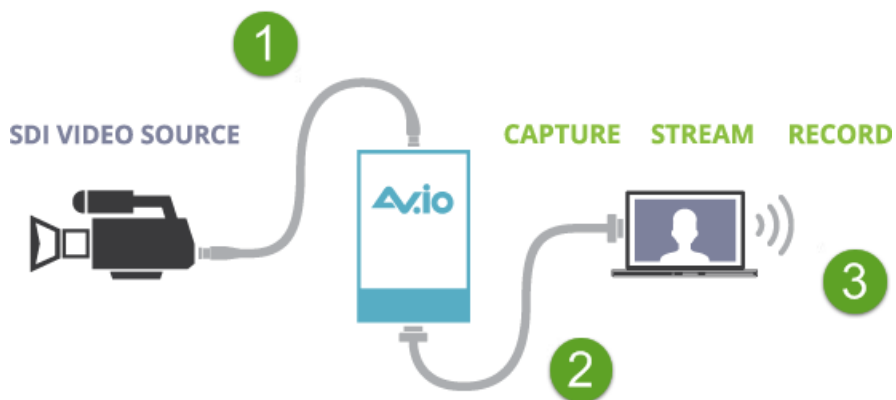 1
SDI VIDEO SOURCE
CAPTURE STREAM RECORD
AV.io
3
2